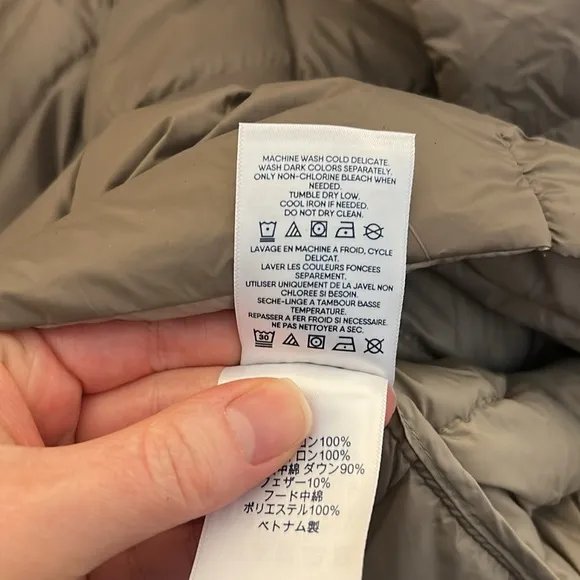 MACHINE WASH COLD DELICATE.
WASH DARK COLORS SEPARATELY.
ONLY NON-CHLORINE BLEACH WHEN
NEEDED.
TUMBLE DRY LOW.
COOL IRON IF NEEDED.
DO NOT DRY CLEAN.
LAVAGE EN MACHINE A FROID, CYCLE
DELICAT.
LAVER LES COULEURS FONCEES
SEPAREMENT.
UTILISER UNIQUEMENT DE LA JAVEL NON
CHLOREE SI BESOIN.
SECHE-LINGE A TAMBOUR BASSE
TEMPERATURE.
REPASSER A FER FROID SI NECESSAIRE.
NE PAS NETTOYER A SEC.
30
ロン100%
ロン100%
中綿 ダウン90%
フェザー10%
フード中綿
ポリエステル100%
ベトナム製